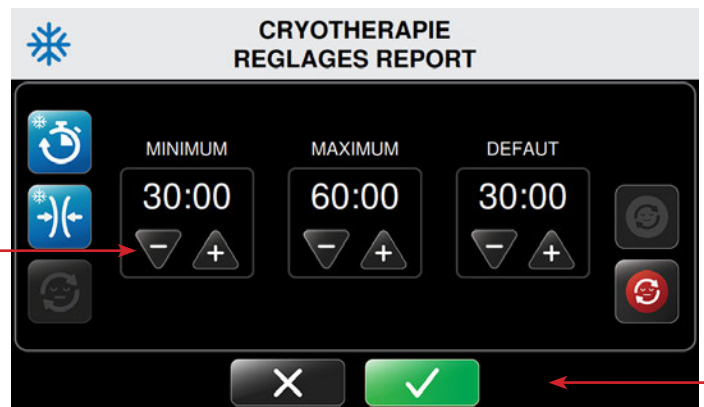 CRYOTHERAPIE
REGLAGES REPORT
MINIMUM MAXIMUM DEFAUT
30:00 60:00 30:00
− + − + − +